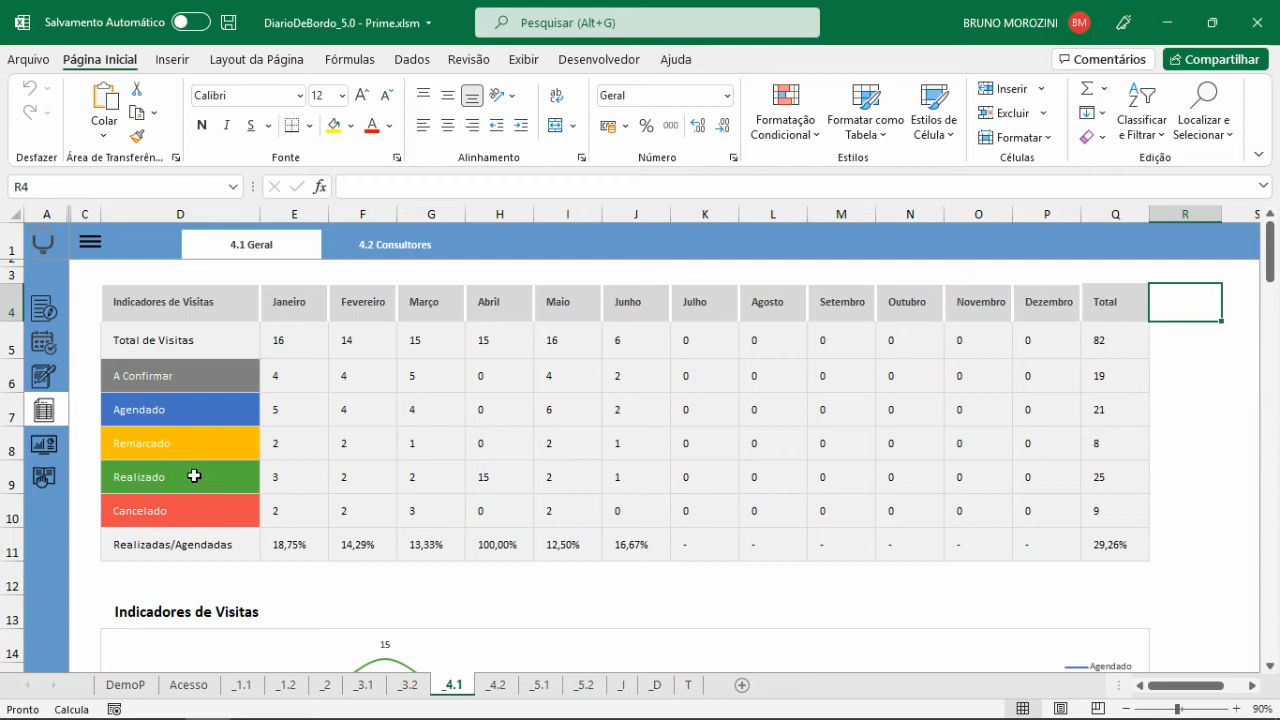 Salvamento Automático
DiarioDeBordo_5.0 - Prime.xlsm
Pesquisar (Alt+G)
BRUNO MOROZINI
BM
Arquivo Página Inicial Inserir Layout da Página Fórmulas Dados Revisão Exibir Desenvolvedor Ajuda
Comentários
Compartilhar
Colar
Calibri 12
N I S
Geral
Formatação Condicional
Formatar como Tabela
Estilos de Célula
Inserir
Excluir
Formatar
Classificar e Filtrar
Localizar e Selecionar
Desfazer Área de Transferên... Fonte Alinhamento Número Estilos Células Edição
R4
A C D E F G H I J K L M N O P Q R S
1 4.1 Geral 4.2 Consultores
2
3
4 Indicadores de Visitas Janeiro Fevereiro Março Abril Maio Junho Julho Agosto Setembro Outubro Novembro Dezembro Total
5 Total de Visitas 16 14 15 15 16 6 0 0 0 0 0 0 82
6 A Confirmar 4 4 5 0 4 2 0 0 0 0 0 0 19
7 Agendado 5 4 4 0 6 2 0 0 0 0 0 0 21
8 Remarcado 2 2 1 0 2 1 0 0 0 0 0 0 8
9 Realizado 3 2 2 15 2 1 0 0 0 0 0 0 25
10 Cancelado 2 2 3 0 2 0 0 0 0 0 0 0 9
11 Realizadas/Agendadas 18,75% 14,29% 13,33% 100,00% 12,50% 16,67% - - - - - - 29,26%
12
13 Indicadores de Visitas
14 15 Agendado
DemoP Acesso _1.1 _1.2 _2 _3.1 _3.2 _4.1 _4.2 _5.1 _5.2 _I _D T
Pronto Calcula 90%